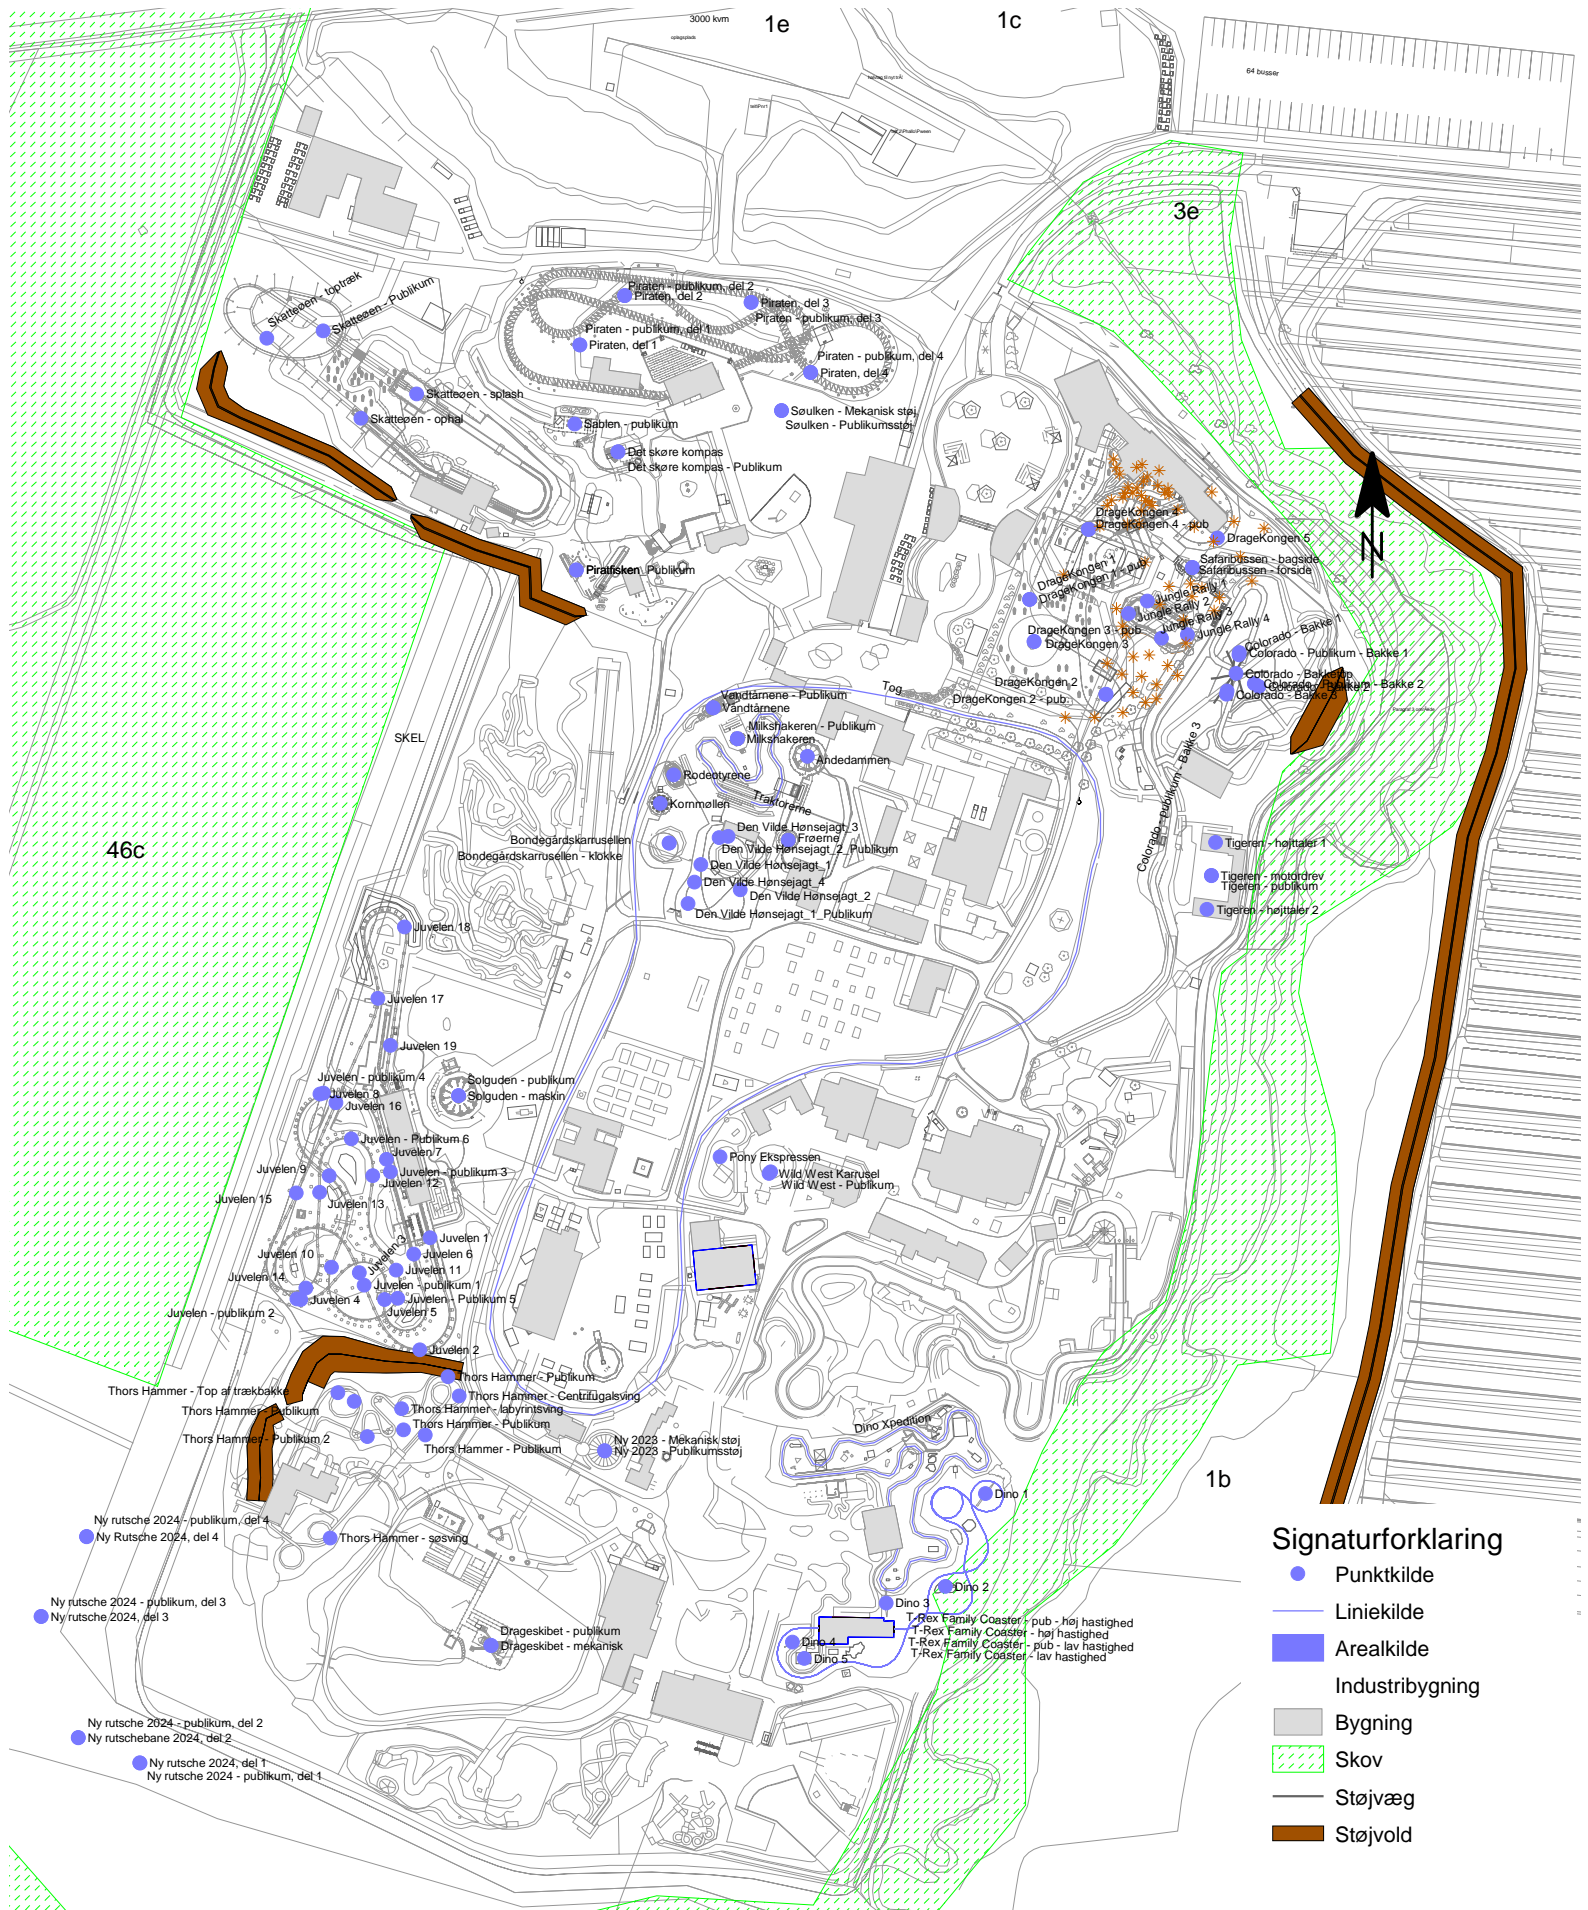 3000 kvm
1e
1c
oplagsplads
64 busser
3e
Skatteøen - toptræk
Skatteøen - Publikum
Piraten - publikum, del 2
Piraten, del 2
Piraten, del 3
Piraten - publikum, del 3
Piraten - publikum, del 1
Piraten, del 1
Piraten - publikum, del 4
Piraten, del 4
Skatteøen - splash
Skatteøen - ophal
Sablen - publikum
Søulken - Mekanisk støj
Søulken - Publikumsstøj
Det skøre kompas
Det skøre kompas - Publikum
DrageKongen 4
DrageKongen 4 - pub
DrageKongen 5
N
Safaribussen - bagside
Safaribussen - forside
Piratfisken Publikum
DrageKongen 1
DrageKongen 1 - pub
Jungle Rally 1
Jungle Rally 2
Jungle Rally 3
Jungle Rally 4
DrageKongen 3 - pub
DrageKongen 3
Colorado - Bakke 1
Colorado - Publikum - Bakke 1
Colorado - Bakketop
Colorado - Publikum - Bakke 2
Colorado - Bakke 2
Colorado - Bakke 3
DrageKongen 2
DrageKongen 2 - pub
Tog
Vandtårnene - Publikum
Vandtårnene
Milkshakeren - Publikum
Milkshakeren
SKEL
Andedammen
Rodeotyrene
Traktorerne
Kornmøllen
Colorado - publikum - Bakke 3
Den Vilde Hønsejagt_3
Frøerne
Bondegårdskarrusellen
Den Vilde Hønsejagt_2_Publikum
Bondegårdskarrusellen - klokke
Den Vilde Hønsejagt_1
Den Vilde Hønsejagt_4
Den Vilde Hønsejagt_2
Den Vilde Hønsejagt_1_Publikum
46c
Tigeren - højttaler 1
Tigeren - motordrev
Tigeren - publikum
Tigeren - højttaler 2
Juvelen 18
Juvelen 17
Juvelen 19
Juvelen - publikum 4
Juvelen 8
Juvelen 16
Solguden - publikum
Solguden - maskin
Juvelen - Publikum 6
Juvelen 7
Juvelen 9
Juvelen - publikum 3
Juvelen 12
Juvelen 15
Juvelen 13
Pony Ekspressen
Wild West Karrusel
Wild West - Publikum
Juvelen 1
Juvelen 10
Juvelen 3
Juvelen 6
Juvelen 14
Juvelen 11
Juvelen - publikum 1
Juvelen 4
Juvelen - Publikum 5
Juvelen - publikum 2
Juvelen 5
Juvelen 2
Thors Hammer - Publikum
Thors Hammer - Top af trækbakke
Thors Hammer - Centrifugalsving
Thors Hammer - Publikum
Thors Hammer - labyrintsving
Thors Hammer - Publikum
Thors Hammer - Publikum 2
Thors Hammer - Publikum
Ny 2023 - Mekanisk støj
Ny 2023 - Publikumsstøj
Dino Xpedition
1b
Dino 1
Ny rutsche 2024 - publikum, del 4
Ny Rutsche 2024, del 4
Thors Hammer - søsving
Dino 2
Dino 3
Ny rutsche 2024 - publikum, del 3
Ny rutsche 2024, del 3
T-Rex Family Coaster - pub - høj hastighed
T-Rex Family Coaster - høj hastighed
T-Rex Family Coaster - pub - lav hastighed
T-Rex Family Coaster - lav hastighed
Drageskibet - publikum
Drageskibet - mekanisk
Dino 4
Dino 5
Ny rutsche 2024 - publikum, del 2
Ny rutschebane 2024, del 2
Ny rutsche 2024, del 1
Ny rutsche 2024 - publikum, del 1
Signaturforklaring
Punktkilde
Liniekilde
Arealkilde
Industribygning
Bygning
Skov
Støjvæg
Støjvold